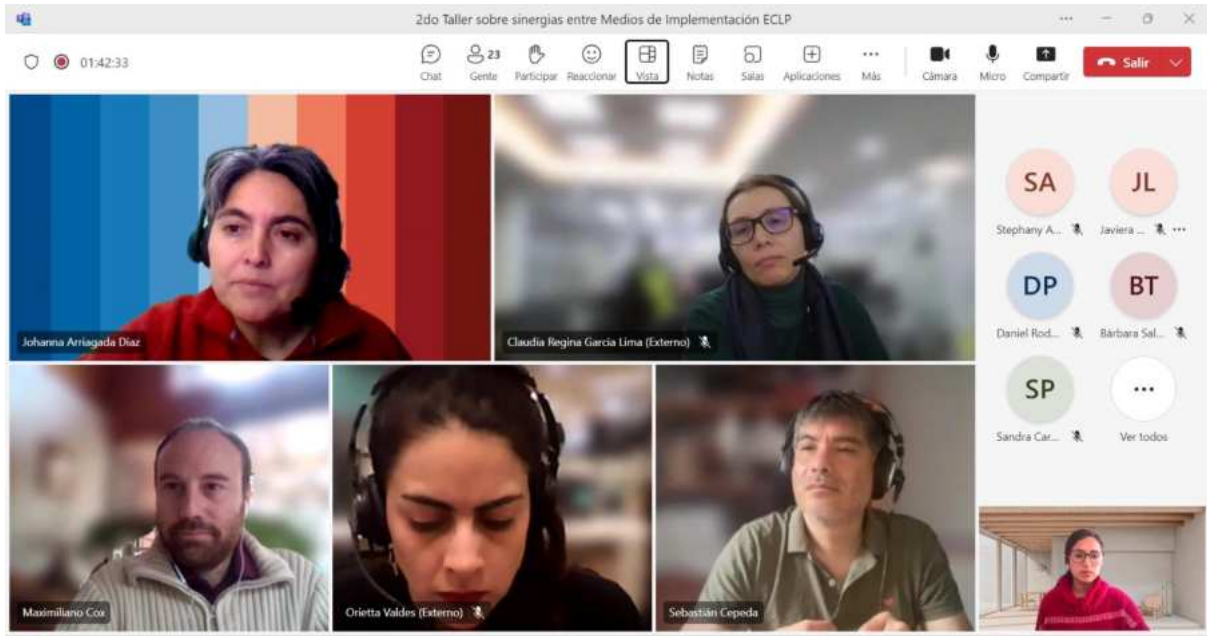 2do Taller sobre sinergias entre Medios de Implementación ECLP
01:42:33
23
Chat Gente Participar Reaccionar Vista Notas Salas Aplicaciones Más Cámara Micro Compartir Salir
Johanna Arriagada Díaz
Claudia Regina Garcia Lima (Externo)
Maximiliano Cox
Orietta Valdes (Externo)
Sebastián Cepeda
SA JL
Stephany A... Javiera ...
DP BT
Daniel Rod... Bárbara Sal...
SP
Sandra Car... Ver todos